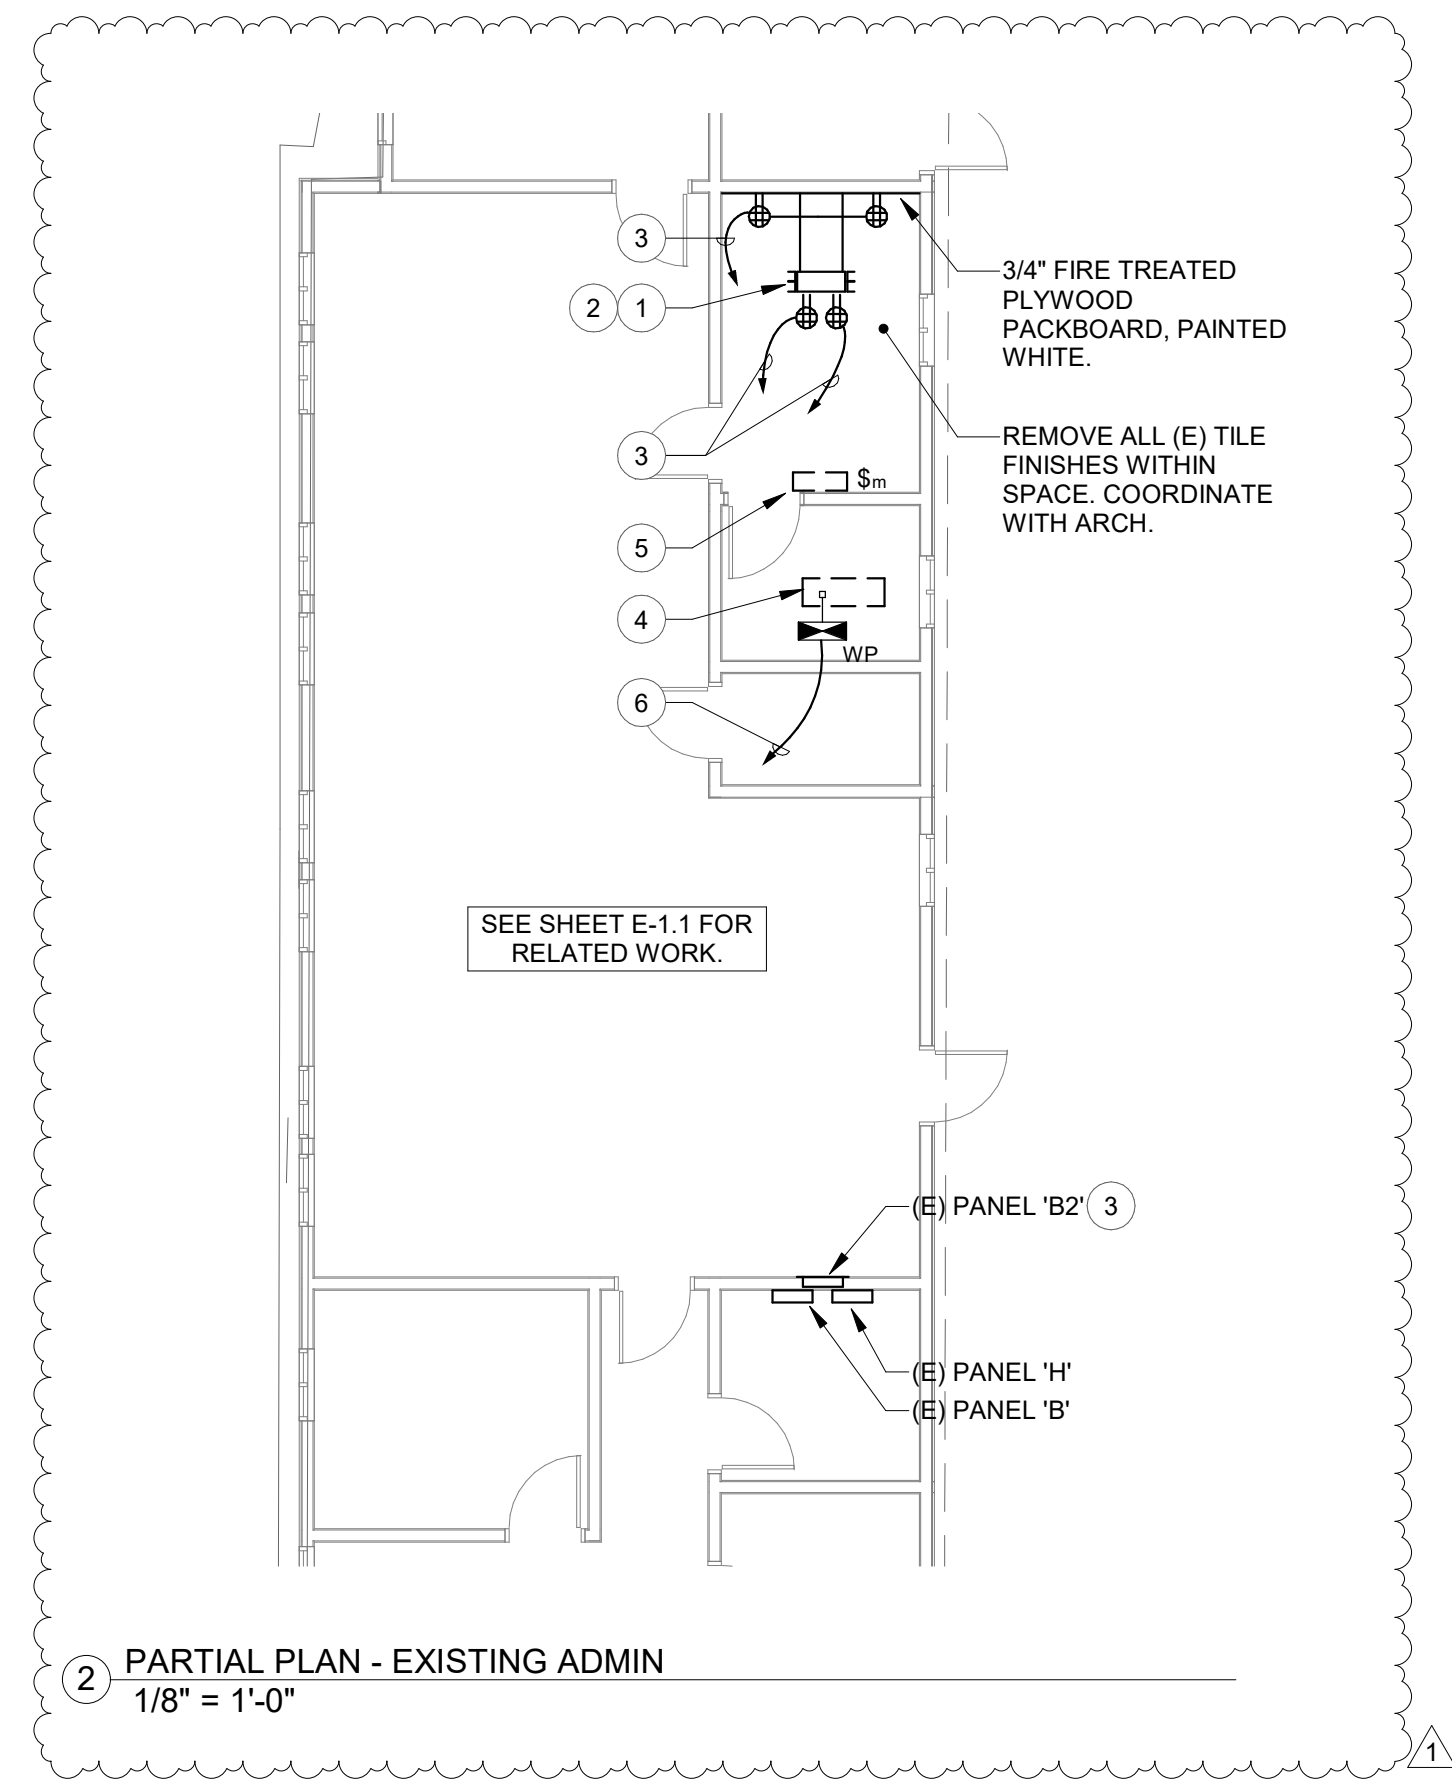 3
2
1
3/4" FIRE TREATED
PLYWOOD
PACKBOARD, PAINTED
WHITE.
3
REMOVE ALL (E) TILE
FINISHES WITHIN
SPACE. COORDINATE
WITH ARCH.
$m
5
4
WP
6
SEE SHEET E-1.1 FOR
RELATED WORK.
(E) PANEL 'B2' 3
(E) PANEL 'H'
(E) PANEL 'B'
2
PARTIAL PLAN - EXISTING ADMIN
1/8" = 1'-0"
1